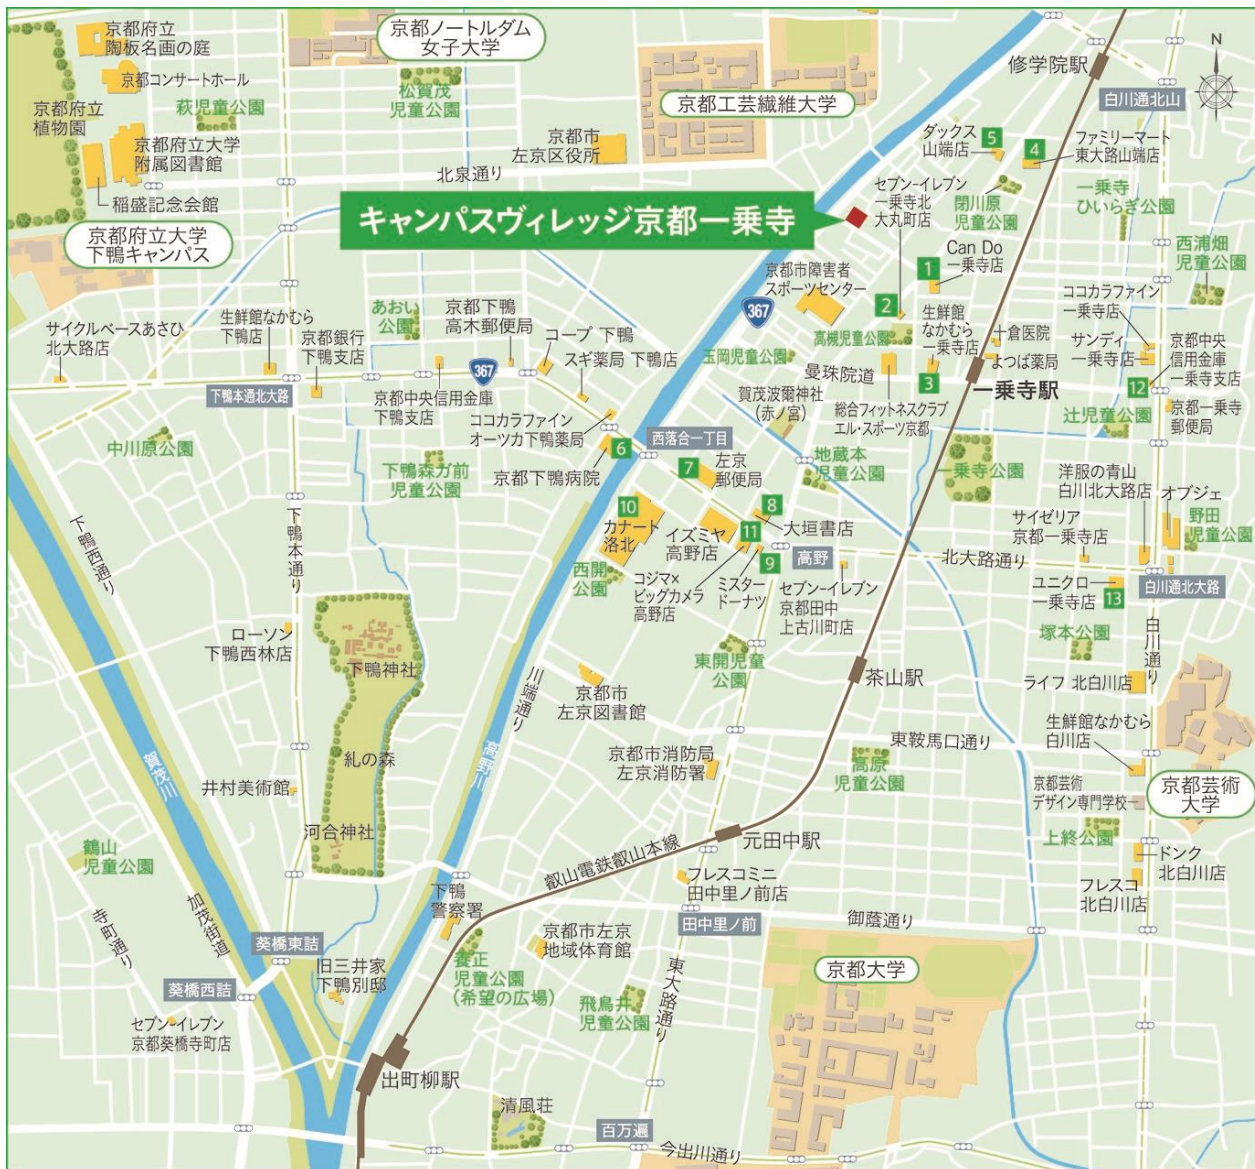 京都府立
陶板名画の庭
京都コンサートホール
京都府立
植物園
萩児童公園
京都府立大学
附属図書館
稲盛記念会館
京都府立大学
下鴨キャンパス
京都ノートルダム
女子大学
松賀茂
児童公園
京都市
左京区役所
北泉通り
京都工芸繊維大学
修学院駅
N
白川通北山
ダックス
山端店
5
4
ファミリーマート
東大路山端店
セブン-イレブン
一乗寺北
大丸町店
閉川原
児童公園
一乗寺
ひいらぎ公園
キャンパスヴィレッジ京都一乗寺
西浦畑
児童公園
Can Do
一乗寺店
1
京都市障害者
スポーツセンター
367
2
高槻児童公園
生鮮館
なかむら
一乗寺店
3
十倉医院
よつば薬局
ココカラファイン
一乗寺店
サンディ
一乗寺店
京都中央
信用金庫
一乗寺支店
12
辻児童公園
京都一乗寺
郵便局
玉岡児童公園
曼珠院道
一乗寺駅
賀茂波爾神社
(赤ノ宮)
総合フィットネスクラブ
エル・スポーツ京都
サイクルベースあさひ
北大路店
生鮮館なかむら
下鴨店
京都銀行
下鴨支店
あおい
公園
京都下鴨
高木郵便局
コープ 下鴨
スギ薬局 下鴨店
367
下鴨本通北大路
京都中央信用金庫
下鴨支店
ココカラファイン
オーツカ下鴨薬局
西落合一丁目
中川原公園
下鴨森ガ前
児童公園
京都下鴨病院
6
7
左京
郵便局
地蔵本
児童公園
一乗寺公園
洋服の青山
白川北大路店
オブジェ
野田
児童公園
サイゼリア
京都一乗寺店
10
カナート
洛北
8
大垣書店
イズミヤ
高野店
11
9
高野
北大路通り
白川通北大路
西開
公園
コジマ×
ビッグカメラ
高野店
ミスター
ドーナツ
セブン-イレブン
京都田中
上古川町店
ユニクロ
一乗寺店
13
下鴨西通り
下鴨本通り
ローソン
下鴨西林店
下鴨神社
東開児童
公園
塚本公園
白川通り
茶山駅
ライフ 北白川店
川端通り
京都市
左京図書館
高野川
生鮮館なかむら
白川店
東鞍馬口通り
糺の森
賀茂川
井村美術館
京都市消防局
左京消防署
高原
児童公園
京都芸術
デザイン専門学校
京都芸術
大学
河合神社
上終公園
元田中駅
叡山電鉄叡山本線
鶴山
児童公園
ドンク
北白川店
フレスコ
北白川店
フレスコミニ
田中里ノ前店
下鴨
警察署
田中里ノ前
御蔭通り
寺町通り
加茂街道
葵橋東詰
京都市左京
地域体育館
京都大学
養正
児童公園
(希望の広場)
旧三井家
下鴨別邸
葵橋西詰
飛鳥井
児童公園
東大路通り
セブン-イレブン
京都葵橋寺町店
出町柳駅
清風荘
百万遍
今出川通り